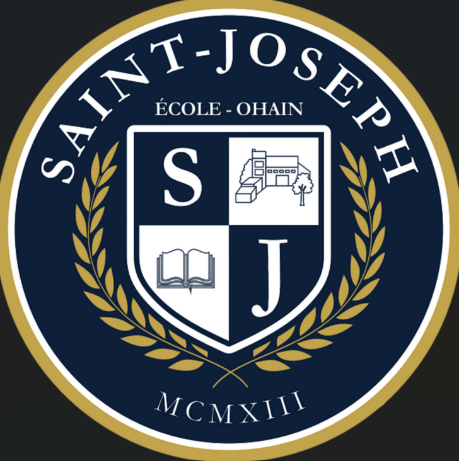 SAINT-JOSEPH
ÉCOLE - OHAIN
S
J
MCMXIII